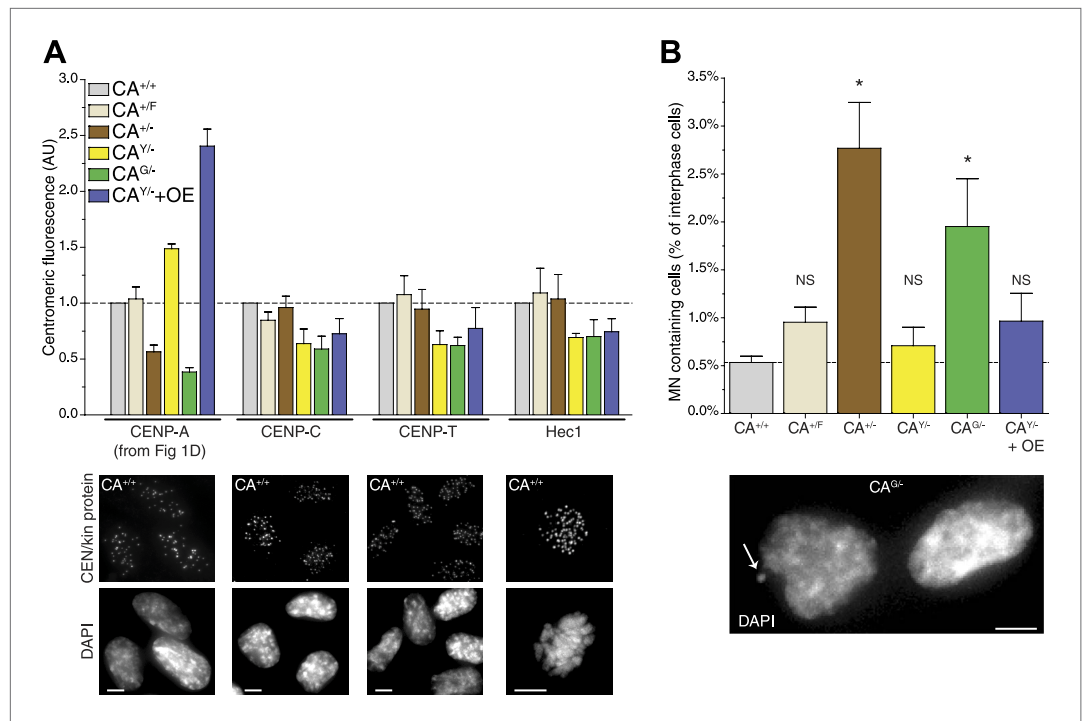 A
3.0
2.5
2.0
1.5
1.0
0.5
0.0
Centromeric fluorescence (AU)
CA+/+
CA+/F
CA+/-
CAY/-
CAG/-
CAY/-+OE
CENP-A
(from Fig 1D)
CENP-C
CENP-T
Hec1
CEN/kin protein
CA+/+
CA+/+
CA+/+
CA+/+
DAPI
B
3.5%
3.0%
2.5%
2.0%
1.5%
1.0%
0.5%
0.0%
MN containing cells (% of interphase cells)
NS
*
NS
*
NS
CA+/+
CA+/F
CA+/-
CAY/-
CAG/-
CAY/-
+ OE
CAG/-
DAPI